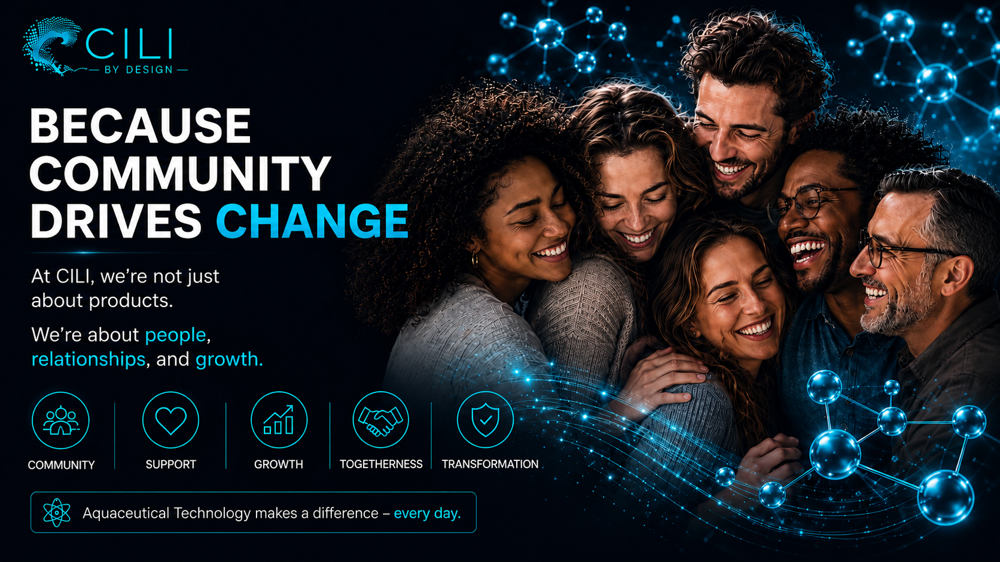 CILI
BY DESIGN
BECAUSE
COMMUNITY
DRIVES CHANGE
At CILI, we’re not just
about products.
We’re about people,
relationships, and growth.
COMMUNITY
SUPPORT
GROWTH
TOGETHERNESS
TRANSFORMATION
Aquaceutical Technology makes a difference – every day.